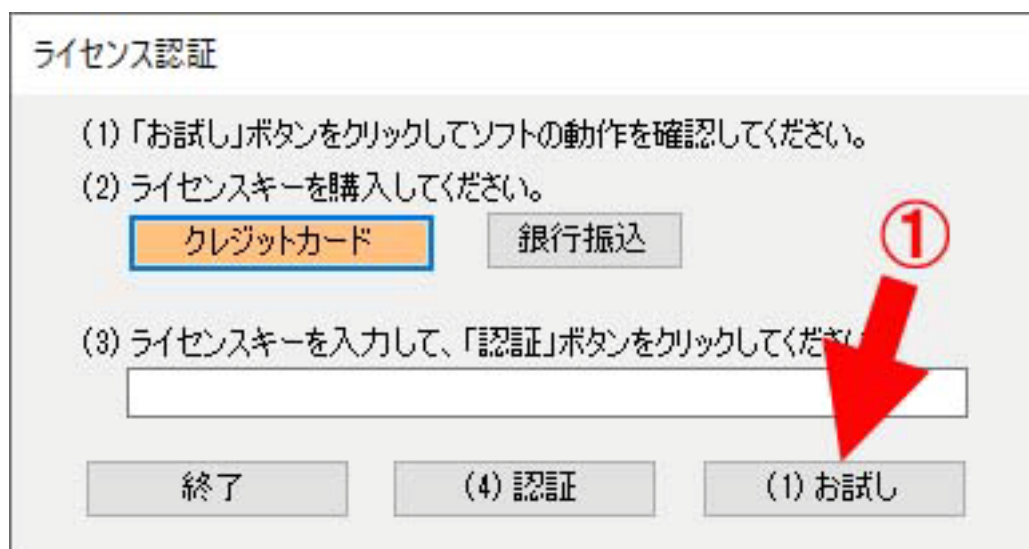 ライセンス認証
(1)「お試し」ボタンをクリックしてソフトの動作を確認してください。
(2) ライセンスキーを購入してください。
クレジットカード 銀行振込
①
(3) ライセンスキーを入力して、「認証」ボタンをクリックしてくださ
終了 (4) 認証 (1) お試し